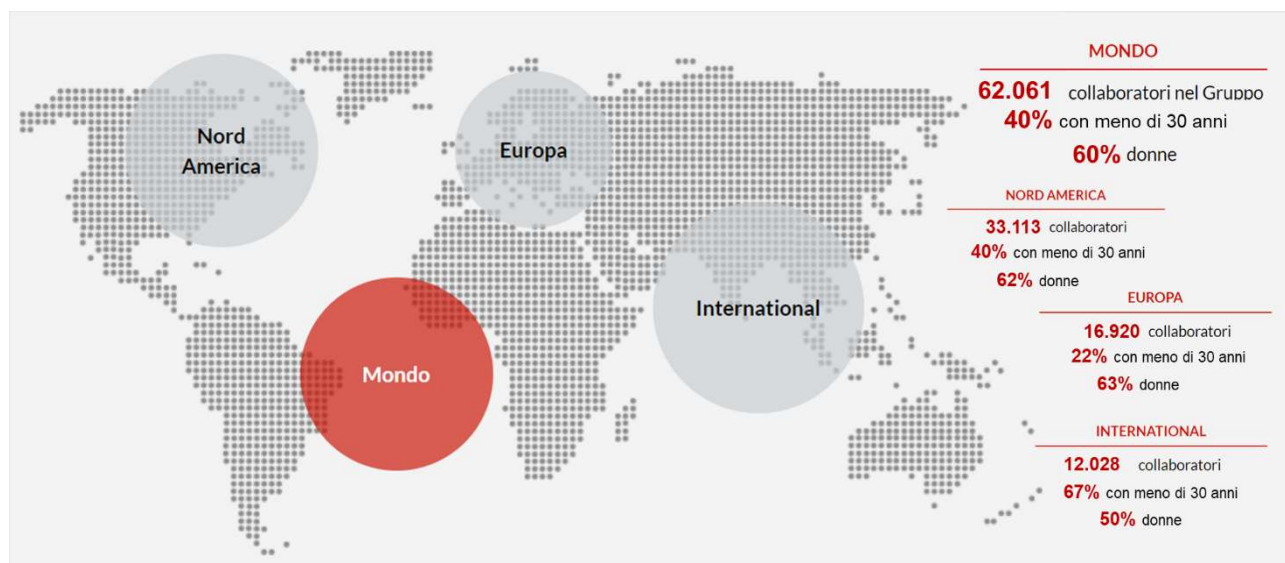 Nord
America
Europa
International
Mondo
MONDO
62.061 collaboratori nel Gruppo
40% con meno di 30 anni
60% donne
NORD AMERICA
33.113 collaboratori
40% con meno di 30 anni
62% donne
EUROPA
16.920 collaboratori
22% con meno di 30 anni
63% donne
INTERNATIONAL
12.028 collaboratori
67% con meno di 30 anni
50% donne